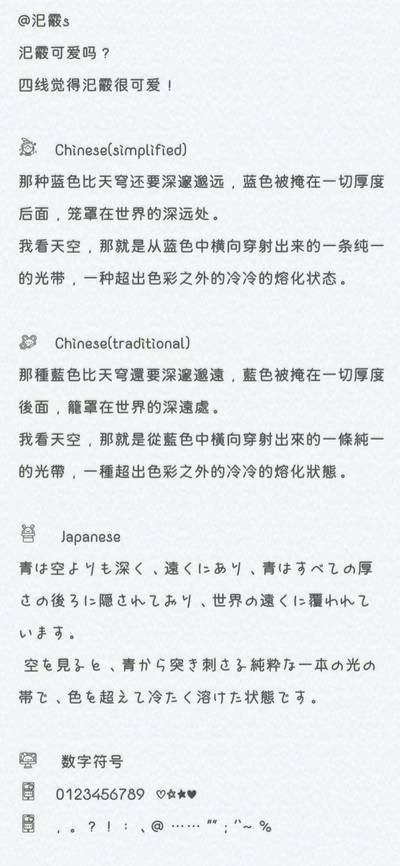 @汜霰s
汜霰可爱吗？
四线觉得汜霰很可爱！
Chinese(simplified)
那种蓝色比天穹还要深邃邈远，蓝色被掩在一切厚度
后面，笼罩在世界的深远处。
我看天空，那就是从蓝色中横向穿射出来的一条纯一
的光带，一种超出色彩之外的冷冷的熔化状态。
Chinese(traditional)
那種藍色比天穹還要深邃邈遠，藍色被掩在一切厚度
後面，籠罩在世界的深遠處。
我看天空，那就是從藍色中橫向穿射出來的一條純一
的光帶，一種超出色彩之外的冷冷的熔化狀態。
Japanese
青は空よりも深く、遠くにあり、青はすべての厚
さの後ろに隠されており、世界の遠くに覆われて
います。
空を見ると、青から突き刺さる純粋な一本の光の
帯で、色を超えて冷たく溶けた状態です。
数字符号
0123456789 ♡☆★♥
，。？！：、@ …… “” ; ‘’ ~ %